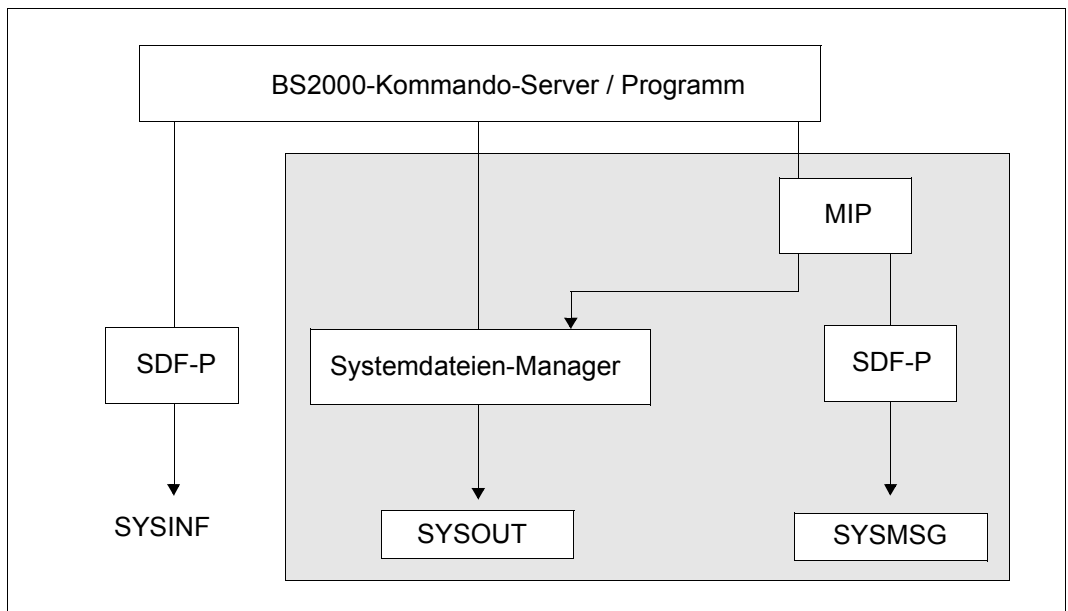 BS2000-Kommando-Server / Programm
MIP
SDF-P
Systemdateien-Manager
SDF-P
SYSINF
SYSOUT
SYSMSG